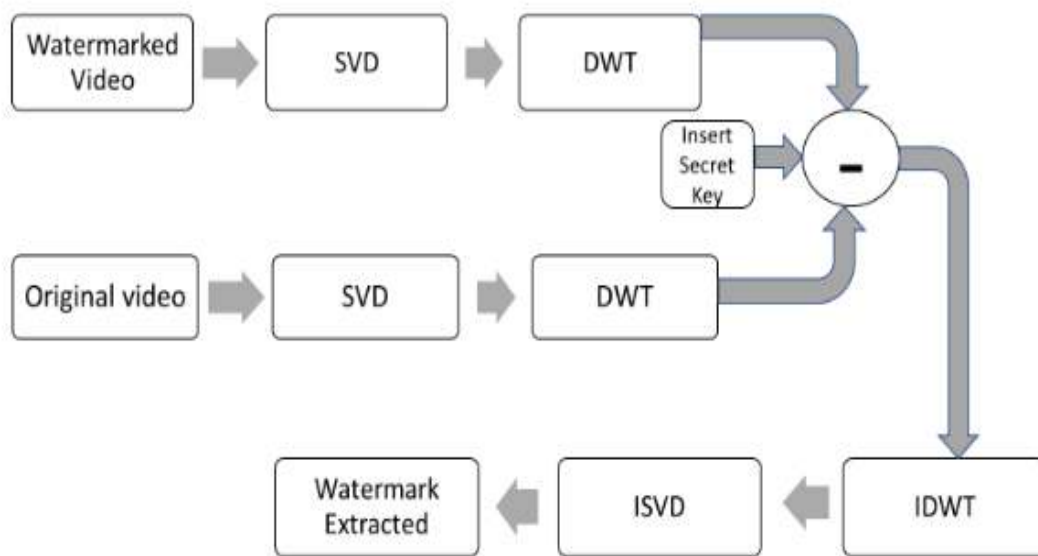 Watermarked
Video
SVD
DWT
Insert
Secret
Key
-
Original video
SVD
DWT
Watermark
Extracted
ISVD
IDWT